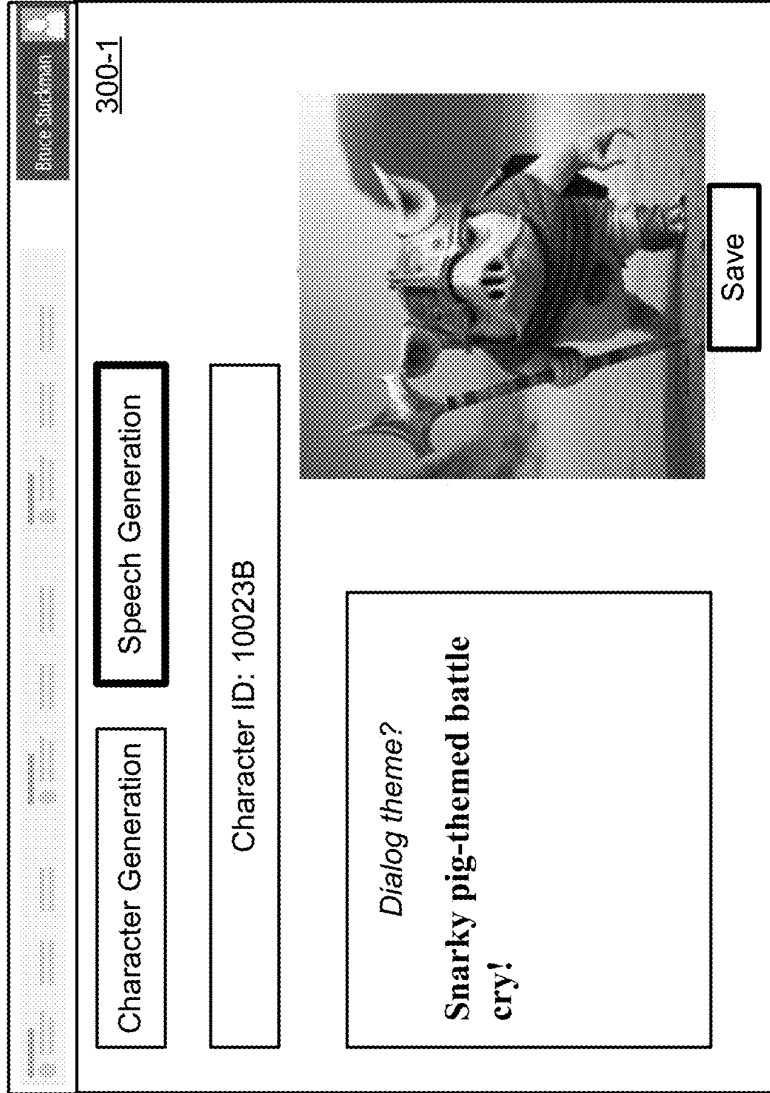 Bruce Stuckman
300-1
Character Generation
Speech Generation
Character ID: 10023B
Dialog theme?
Snarky pig-themed battle
cry!
Save